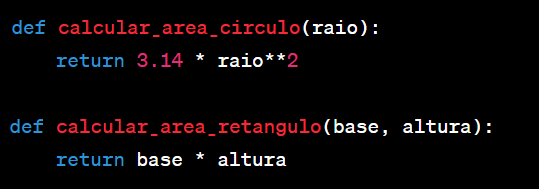 def calcular_area_circulo(raio):
    return 3.14 * raio**2
def calcular_area_retangulo(base, altura):
    return base * altura